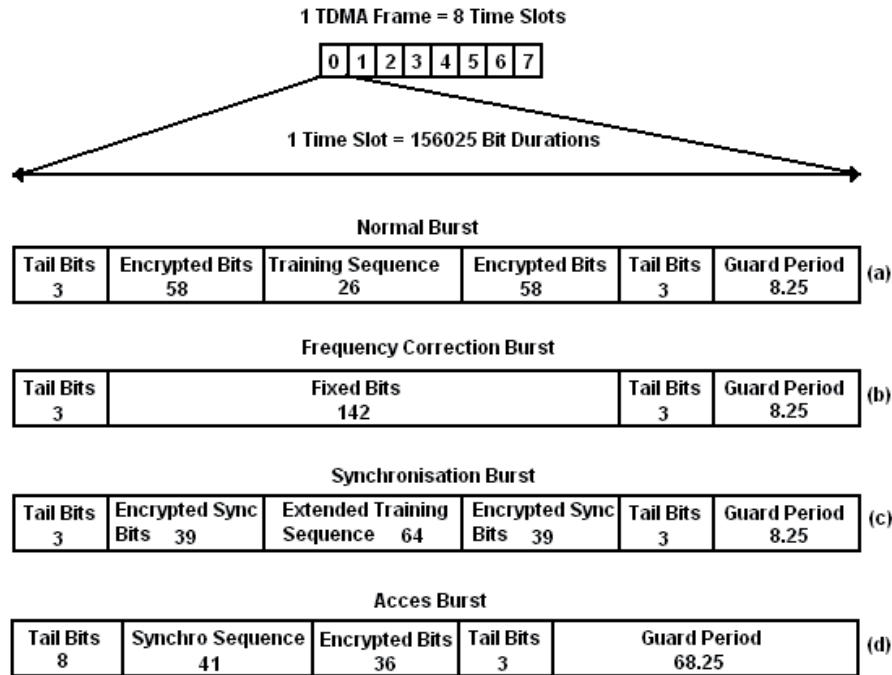 1 TDMA Frame = 8 Time Slots
0 1 2 3 4 5 6 7
1 Time Slot = 156025 Bit Durations
Normal Burst
Tail Bits 3 Encrypted Bits 58 Training Sequence 26 Encrypted Bits 58 Tail Bits 3 Guard Period 8.25 (a)
Frequency Correction Burst
Tail Bits 3 Fixed Bits 142 Tail Bits 3 Guard Period 8.25 (b)
Synchronisation Burst
Tail Bits 3 Encrypted Sync Bits 39 Extended Training Sequence 64 Encrypted Sync Bits 39 Tail Bits 3 Guard Period 8.25 (c)
Acces Burst
Tail Bits 8 Synchro Sequence 41 Encrypted Bits 36 Tail Bits 3 Guard Period 68.25 (d)